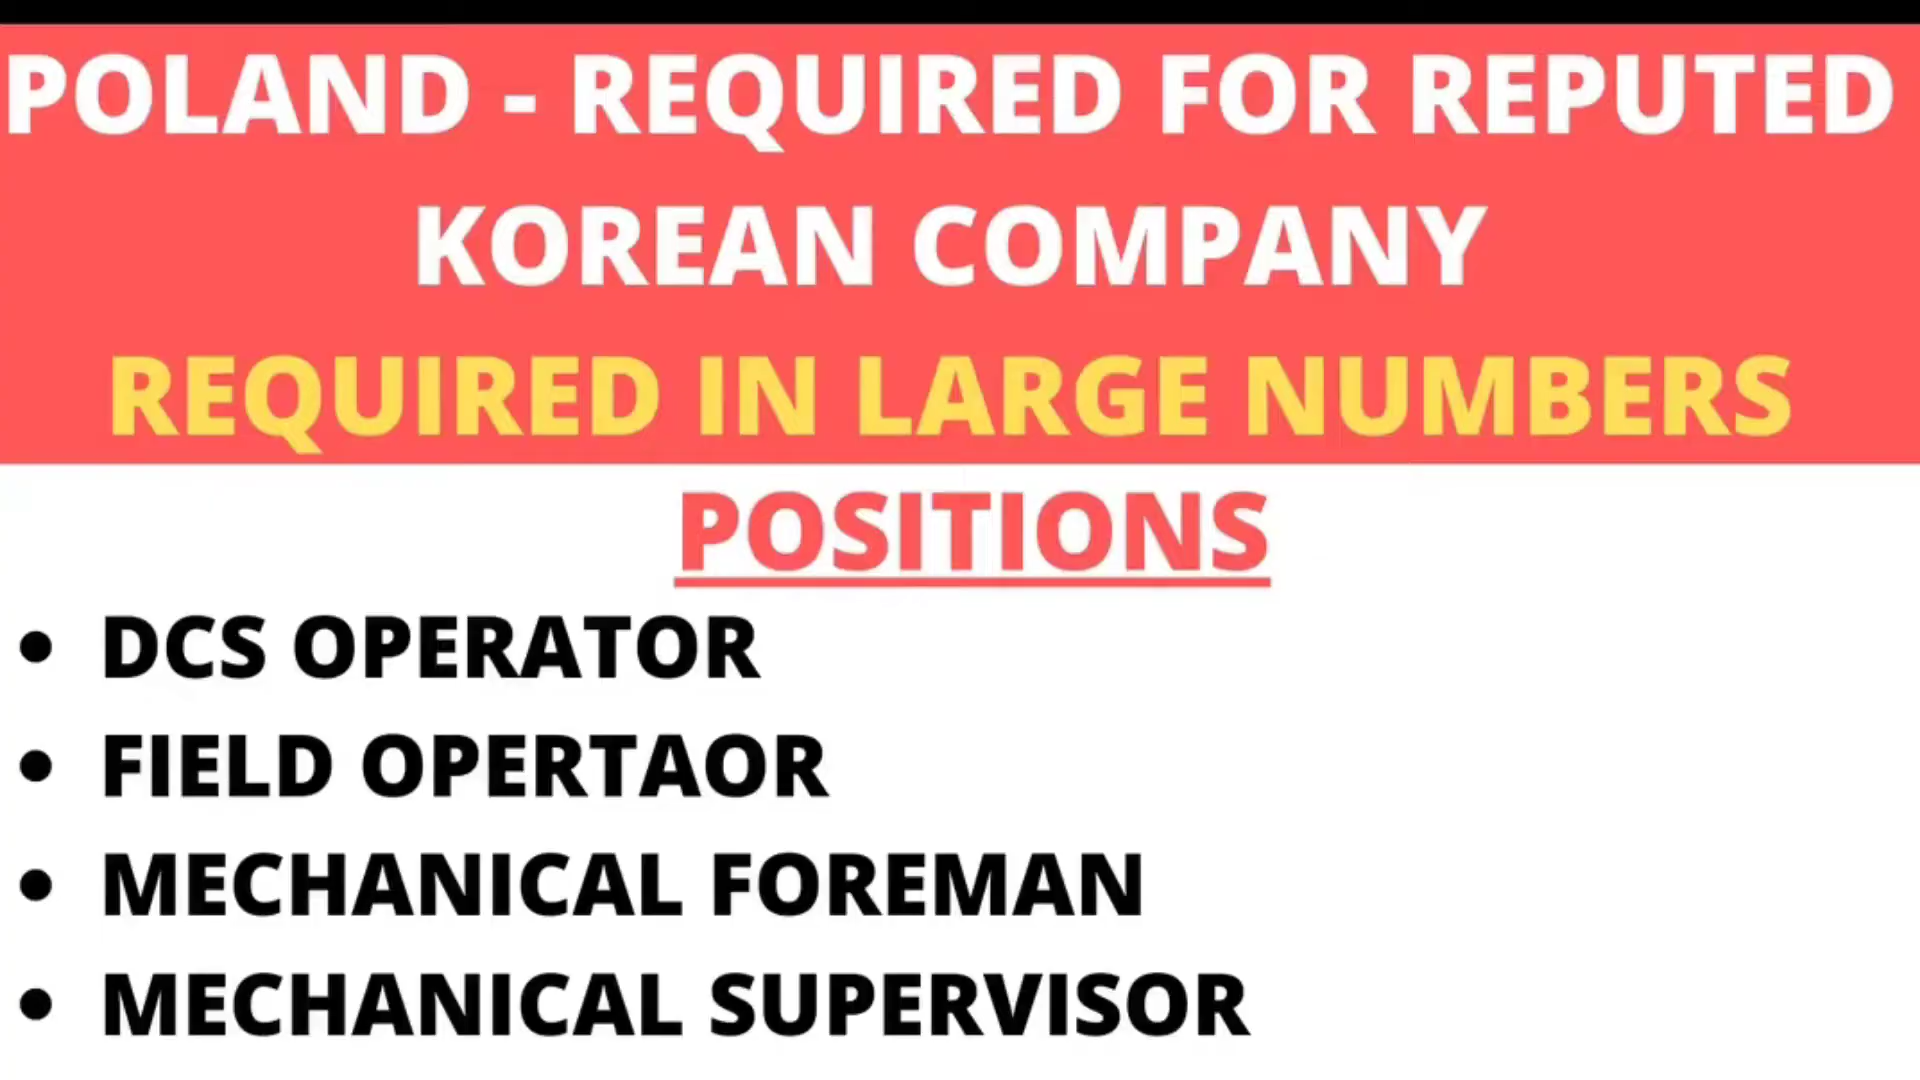 POLAND - REQUIRED FOR REPUTED
KOREAN COMPANY
REQUIRED IN LARGE NUMBERS
POSITIONS
• DCS OPERATOR
• FIELD OPERTAOR
• MECHANICAL FOREMAN
• MECHANICAL SUPERVISOR